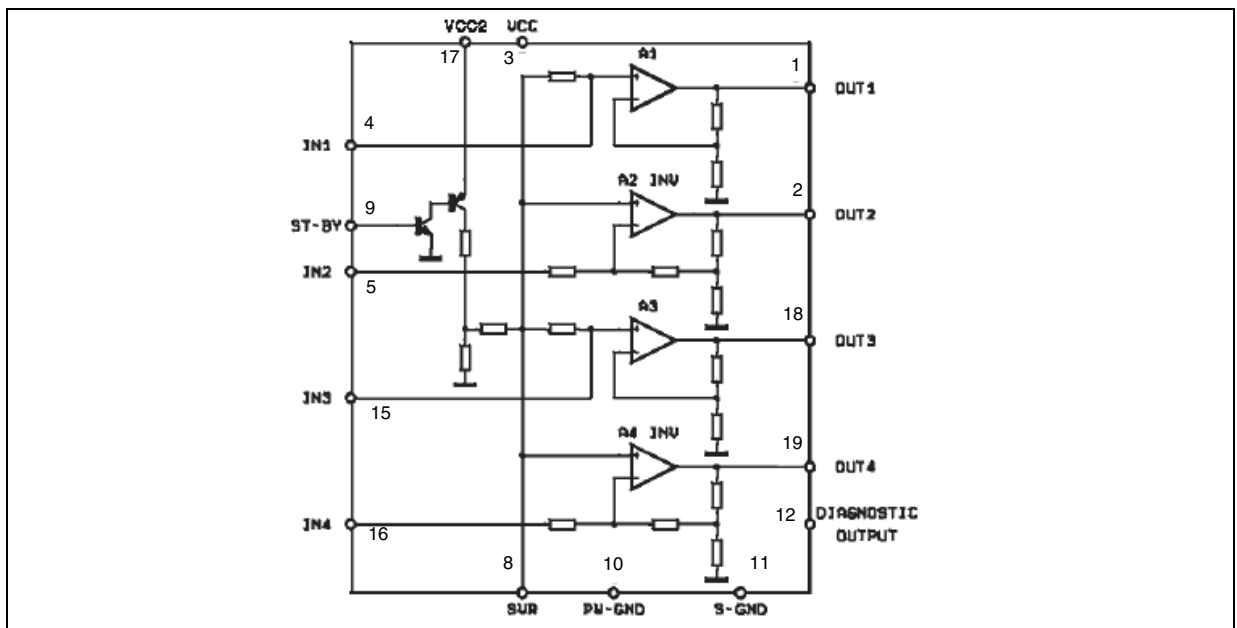 VCC2 VCC
17 3
A1
1
OUT1
4
IN1
A2 INV
2
OUT2
9
ST-BY
IN2
5
A3
18
OUT3
IN3
15
A4 INV
19
OUT4
12 DIAGNOSTIC
OUTPUT
IN4
16
8 10 11
SVR PW-GND S-GND